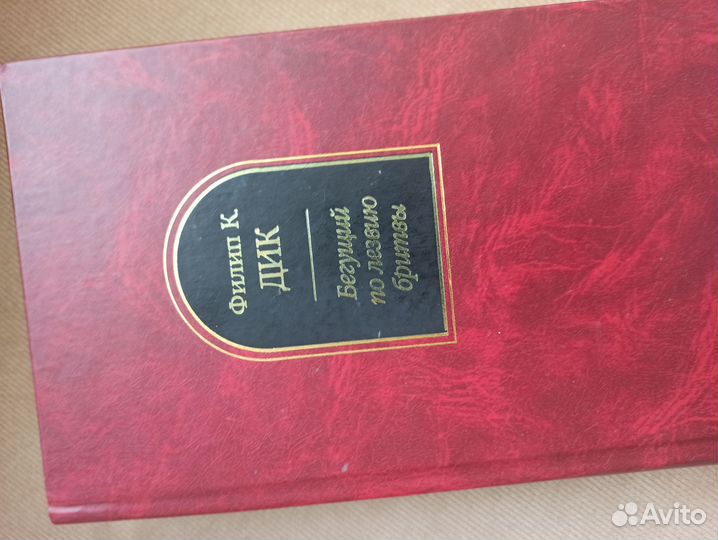 Филип К.
ДИК
Бегущий
по лезвию
бритвы
Avito